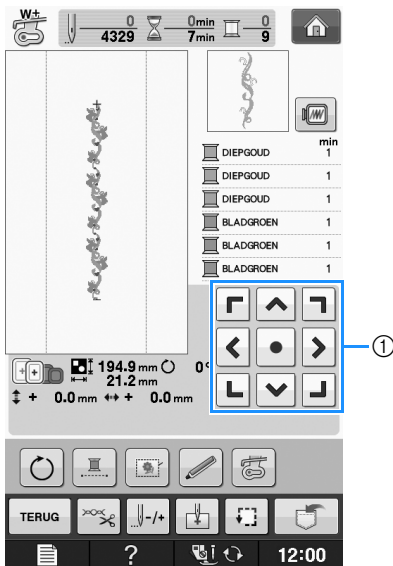 W±
0 0min 0
4329 7min 9
min
DIEPGOUD 1
DIEPGOUD 1
DIEPGOUD 1
BLADGROEN 1
BLADGROEN 1
BLADGROEN 1
①
194.9 mm 0°
21.2 mm
+ 0.0 mm + 0.0 mm
TERUG -/+
? 12:00